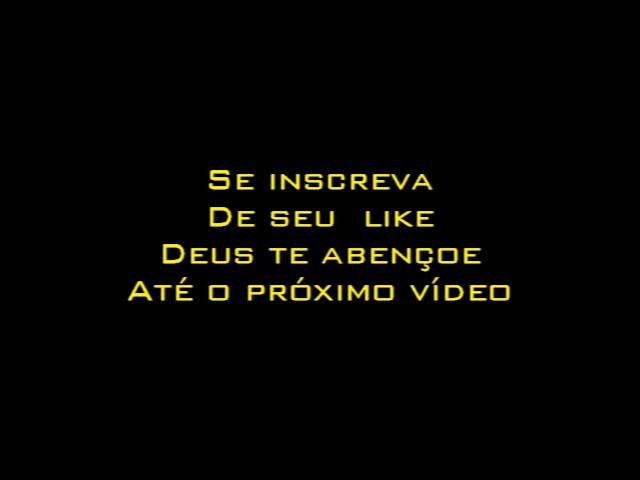 Se inscreva
De seu  like
Deus te abençoe
Até o próximo vídeo